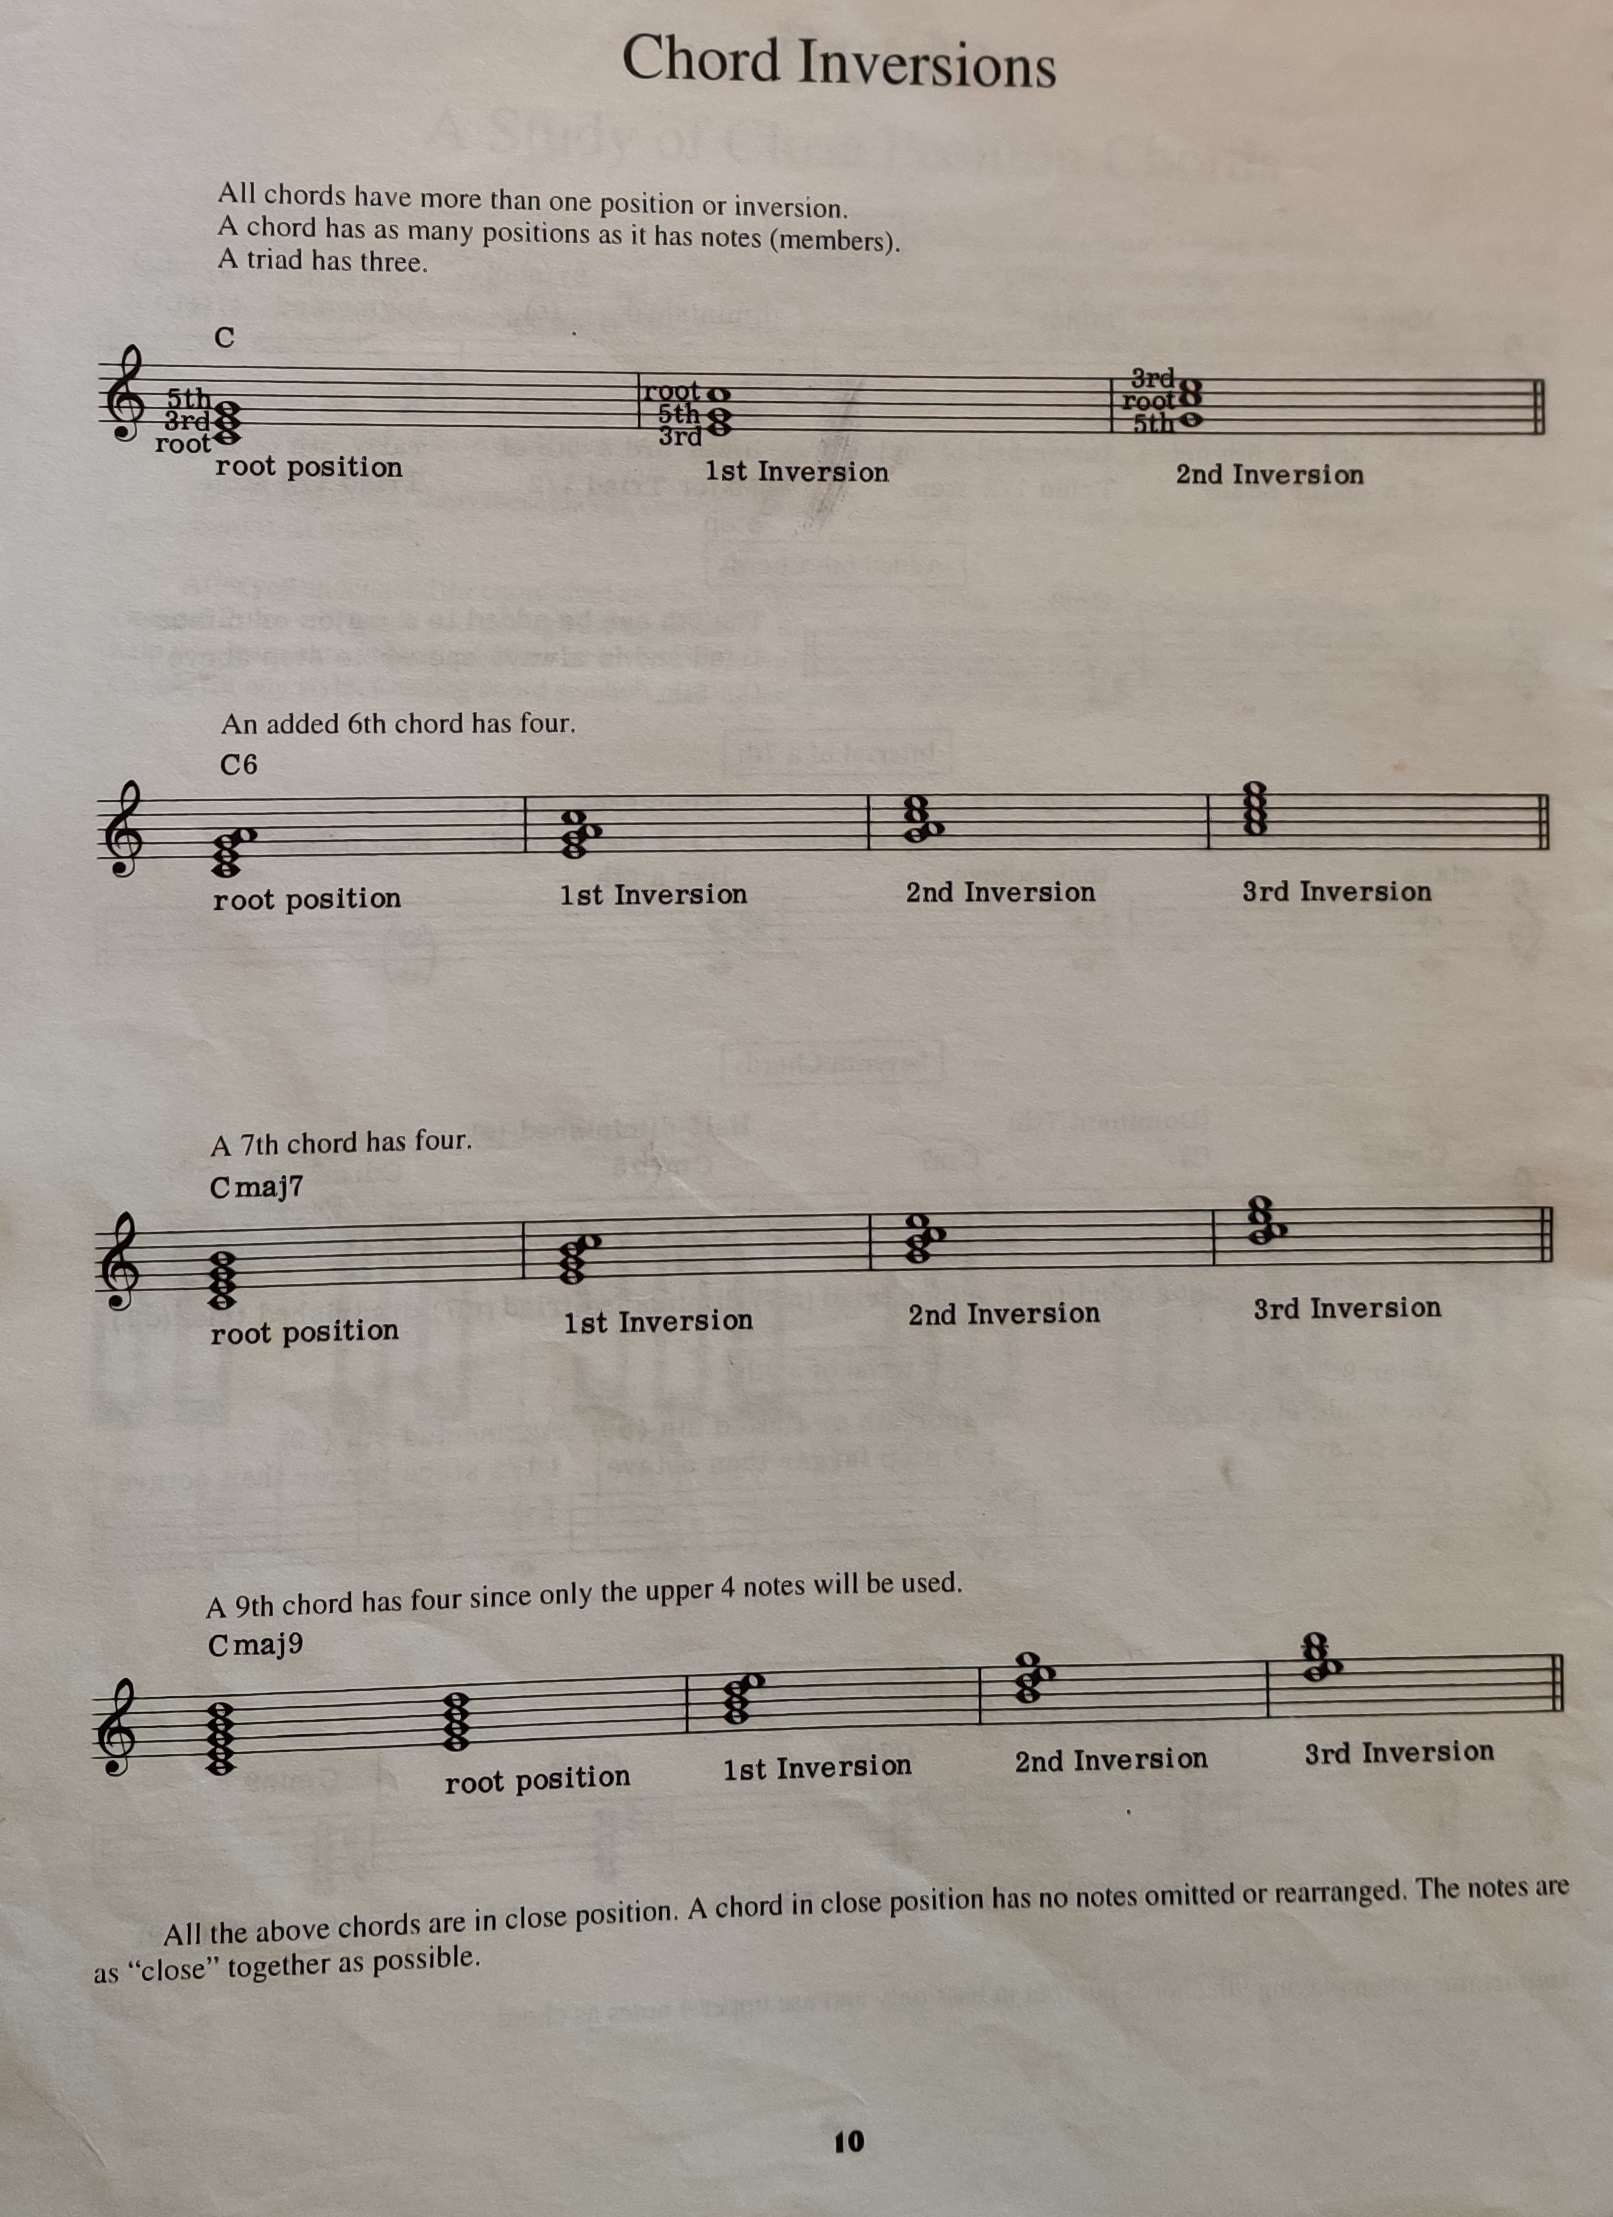 Chord Inversions
All chords have more than one position or inversion.
A chord has as many positions as it has notes (members).
A triad has three.
C
5th
3rd
root
root
5th
3rd
3rd
root
5th
root position
1st Inversion
2nd Inversion
An added 6th chord has four.
C6
root position
1st Inversion
2nd Inversion
3rd Inversion
A 7th chord has four.
Cmaj7
root position
1st Inversion
2nd Inversion
3rd Inversion
A 9th chord has four since only the upper 4 notes will be used.
Cmaj9
root position
1st Inversion
2nd Inversion
3rd Inversion
All the above chords are in close position. A chord in close position has no notes omitted or rearranged. The notes are
as “close” together as possible.
10